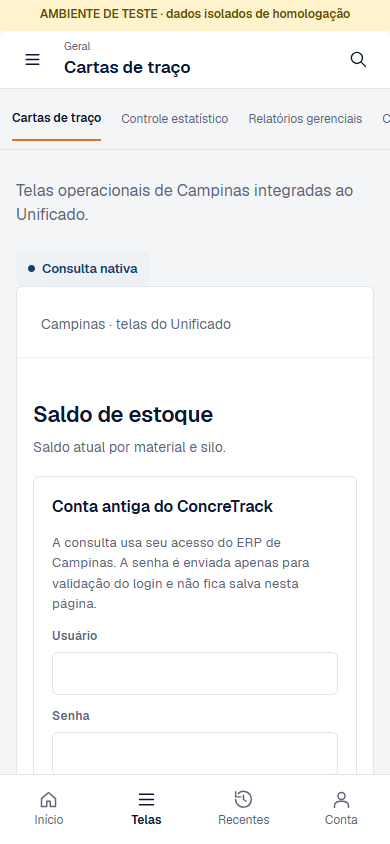 AMBIENTE DE TESTE · dados isolados de homologação
Geral
Cartas de traço
Cartas de traço
Controle estatístico
Relatórios gerenciais
Telas operacionais de Campinas integradas ao
Unificado.
Consulta nativa
Campinas · telas do Unificado
Saldo de estoque
Saldo atual por material e silo.
Conta antiga do ConcreTrack
A consulta usa seu acesso do ERP de
Campinas. A senha é enviada apenas para
validação do login e não fica salva nesta
página.
Usuário
Senha
Início
Telas
Recentes
Conta